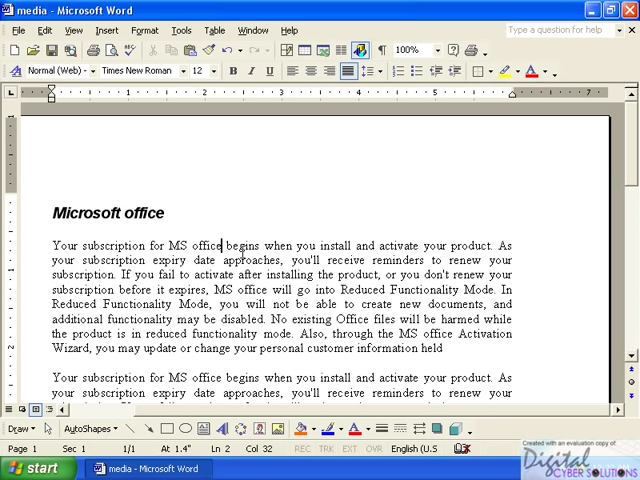 media - Microsoft Word
File Edit View Insert Format Tools Table Window Help Type a question for help
100%
Normal (Web) Times New Roman 12 B I U
1 2 3 4 5 6 7
Microsoft office
Your subscription for MS office begins when you install and activate your product. As
your subscription expiry date approaches, you'll receive reminders to renew your
subscription. If you fail to activate after installing the product, or you don't renew your
subscription before it expires, MS office will go into Reduced Functionality Mode. In
Reduced Functionality Mode, you will not be able to create new documents, and
additional functionality may be disabled. No existing Office files will be harmed while
the product is in reduced functionality mode. Also, through the MS office Activation
Wizard, you may update or change your personal customer information held
Your subscription for MS office begins when you install and activate your product. As
your subscription expiry date approaches, you'll receive reminders to renew your
Draw AutoShapes
Page 1 Sec 1 1/1 At 1.4" Ln 2 Col 32 REC TRK EXT OVR English (U.S
Created with an evaluation copy of
Digital
CYBER SOLUTIONS
start media - Microsoft Word